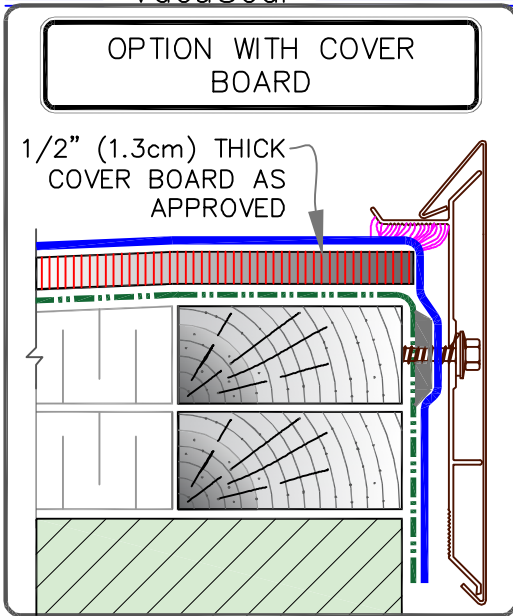 OPTION WITH COVER
BOARD
1/2” (1.3cm) THICK
COVER BOARD AS
APPROVED